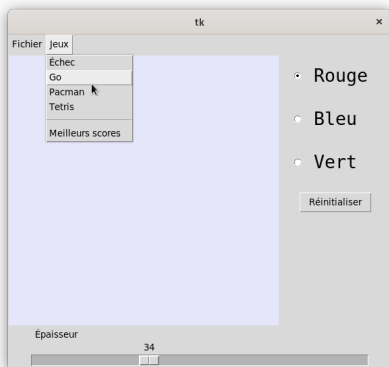 tk
×
Fichier Jeux
Échec
Go
Pacman
Tetris
Meilleurs scores
Rouge
Bleu
Vert
Réinitialiser
Épaisseur
34